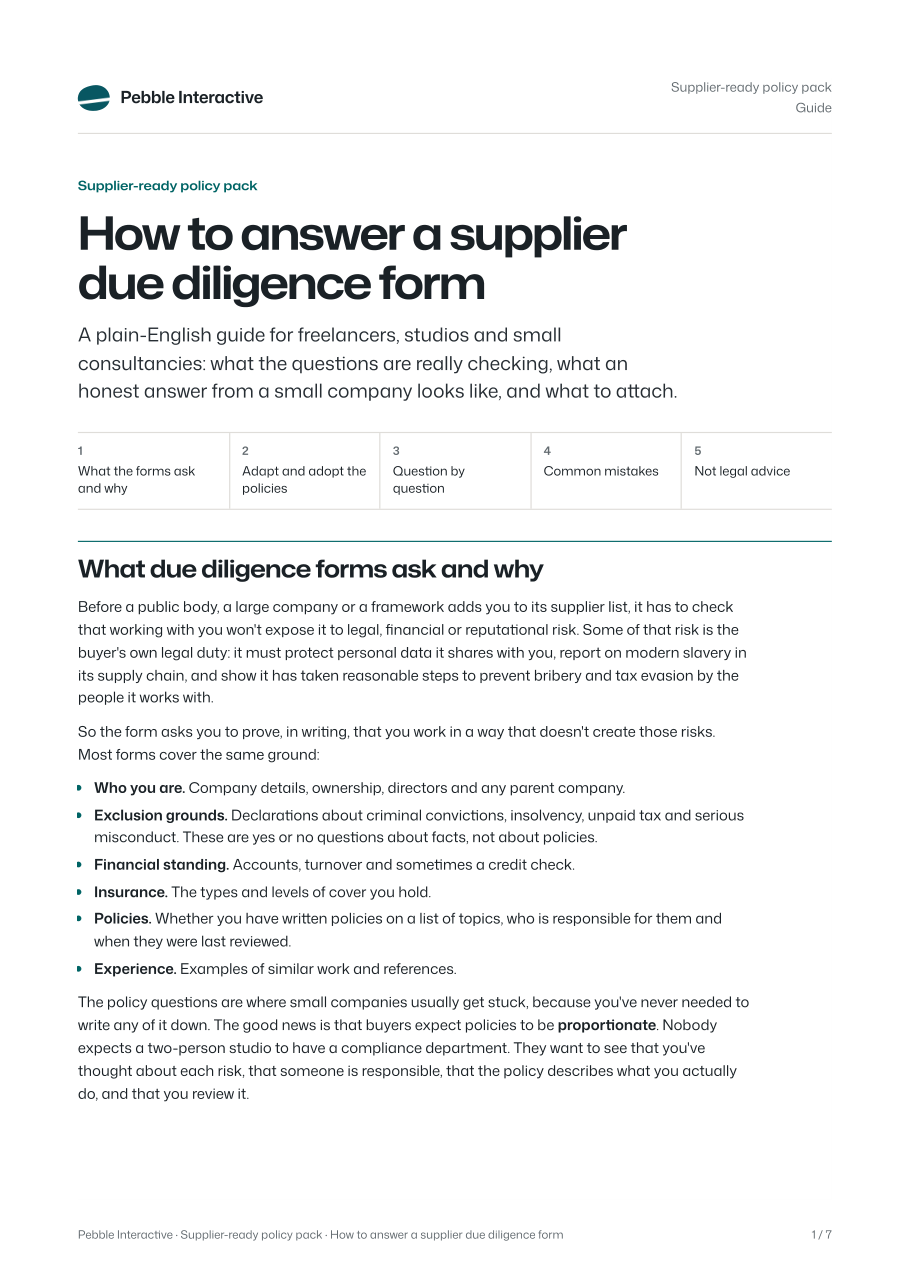 Pebble Interactive
Supplier-ready policy pack
Guide
Supplier-ready policy pack
How to answer a supplier
due diligence form
A plain-English guide for freelancers, studios and small
consultancies: what the questions are really checking, what an
honest answer from a small company looks like, and what to attach.
1
What the forms ask
and why
2
Adapt and adopt the
policies
3
Question by
question
4
Common mistakes
5
Not legal advice
What due diligence forms ask and why
Before a public body, a large company or a framework adds you to its supplier list, it has to check
that working with you won't expose it to legal, financial or reputational risk. Some of that risk is the
buyer's own legal duty: it must protect personal data it shares with you, report on modern slavery in
its supply chain, and show it has taken reasonable steps to prevent bribery and tax evasion by the
people it works with.
So the form asks you to prove, in writing, that you work in a way that doesn't create those risks.
Most forms cover the same ground:
Who you are. Company details, ownership, directors and any parent company.
Exclusion grounds. Declarations about criminal convictions, insolvency, unpaid tax and serious
misconduct. These are yes or no questions about facts, not about policies.
Financial standing. Accounts, turnover and sometimes a credit check.
Insurance. The types and levels of cover you hold.
Policies. Whether you have written policies on a list of topics, who is responsible for them and
when they were last reviewed.
Experience. Examples of similar work and references.
The policy questions are where small companies usually get stuck, because you've never needed to
write any of it down. The good news is that buyers expect policies to be proportionate. Nobody
expects a two-person studio to have a compliance department. They want to see that you've
thought about each risk, that someone is responsible, that the policy describes what you actually
do, and that you review it.
Pebble Interactive · Supplier-ready policy pack · How to answer a supplier due diligence form
1 / 7